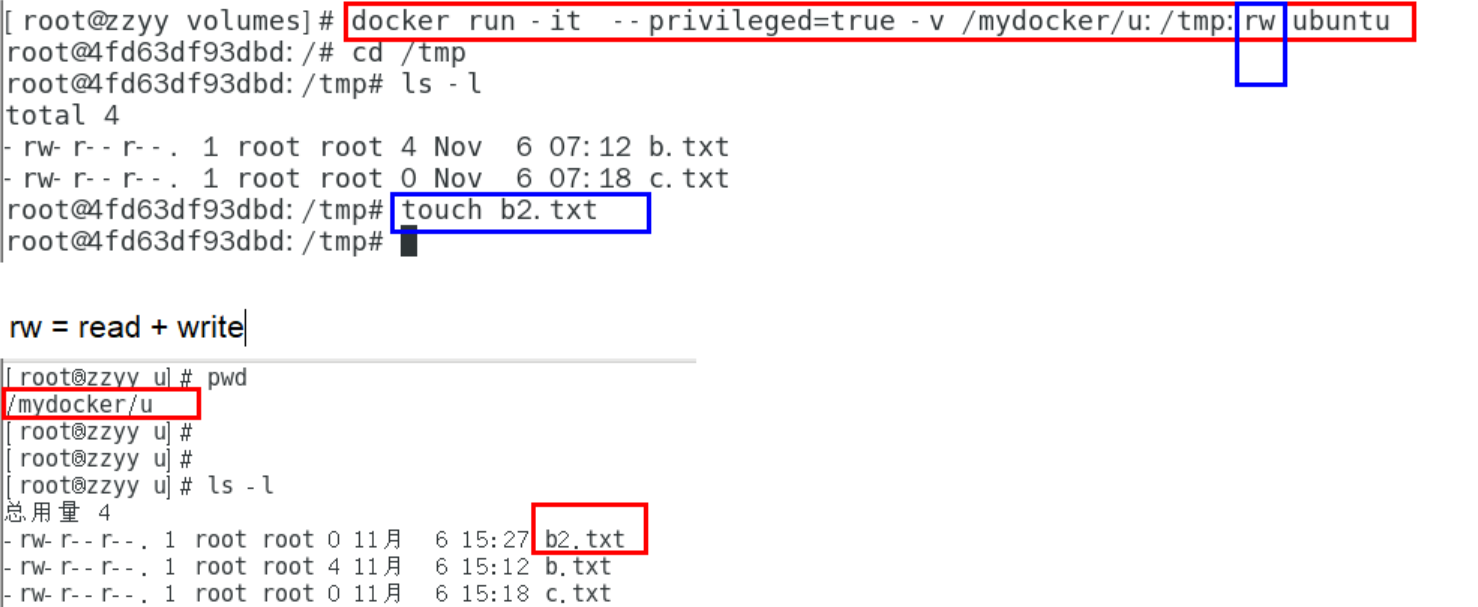 [root@zzyy volumes]# docker run -it --privileged=true -v /mydocker/u:/tmp:rw ubuntu
root@4fd63df93dbd:/# cd /tmp
root@4fd63df93dbd:/tmp# ls -l
total 4
-rw-r--r--. 1 root root 4 Nov  6 07:12 b.txt
-rw-r--r--. 1 root root 0 Nov  6 07:18 c.txt
root@4fd63df93dbd:/tmp# touch b2.txt
root@4fd63df93dbd:/tmp#
rw = read + write
[root@zzyy u]# pwd
/mydocker/u
[root@zzyy u]#
[root@zzyy u]#
[root@zzyy u]# ls -l
总用量 4
-rw-r--r--. 1 root root 0 11月  6 15:27 b2.txt
-rw-r--r--. 1 root root 4 11月  6 15:12 b.txt
-rw-r--r--. 1 root root 0 11月  6 15:18 c.txt